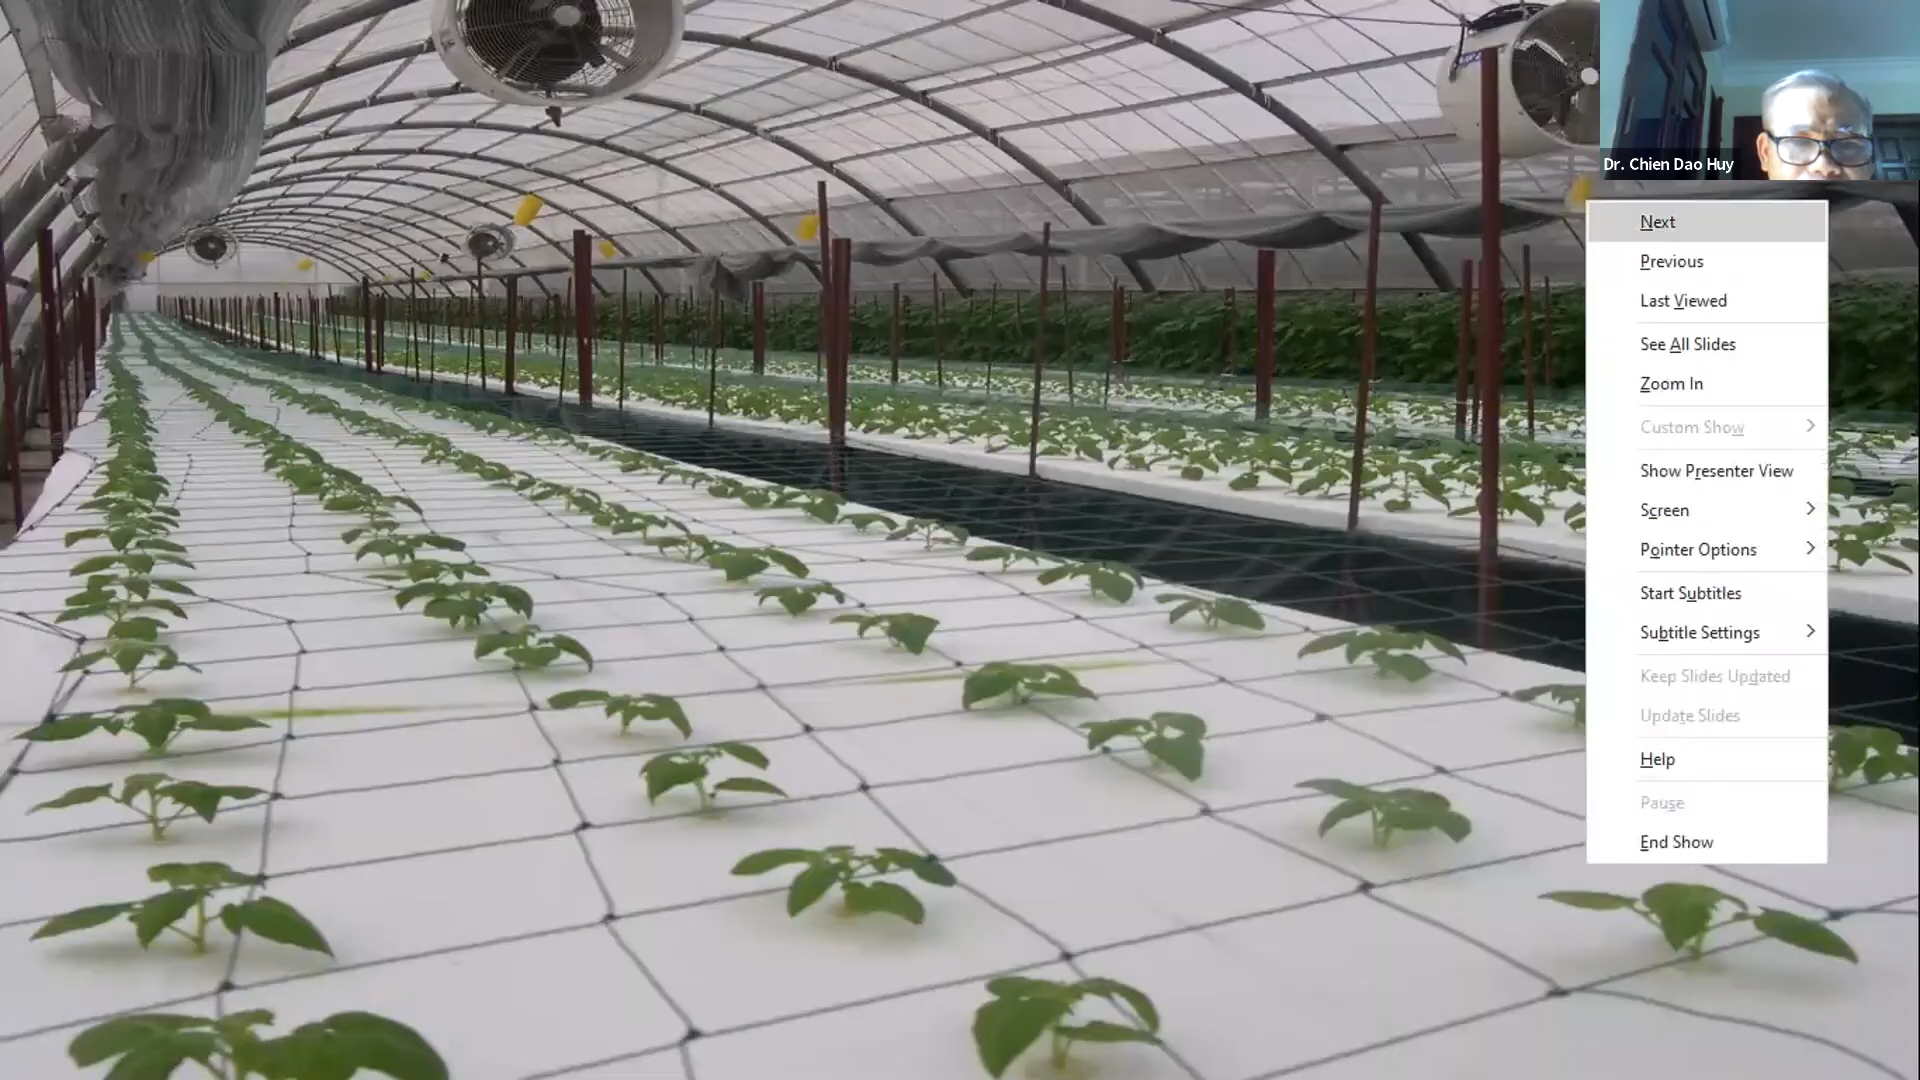 Dr. Chien Dao Huy
Next
Previous
Last Viewed
See All Slides
Zoom In
Custom Show
Show Presenter View
Screen
Pointer Options
Start Subtitles
Subtitle Settings
Keep Slides Updated
Update Slides
Help
Pause
End Show